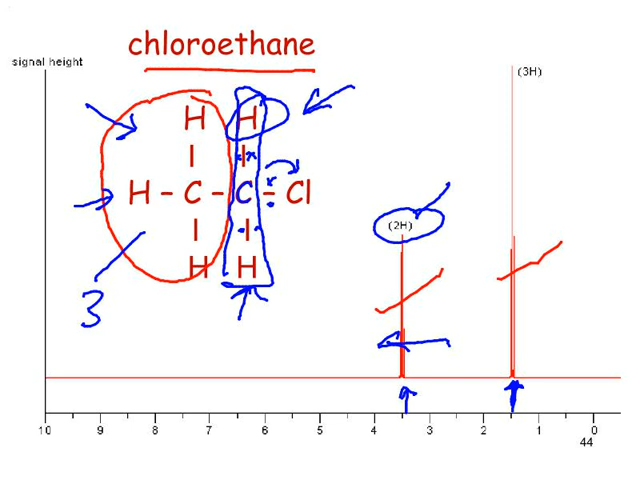 chloroethane
signal height
(3H)
H H
H – C – C – Cl
H H
(2H)
3
10 9 8 7 6 5 4 3 2 1 0
44